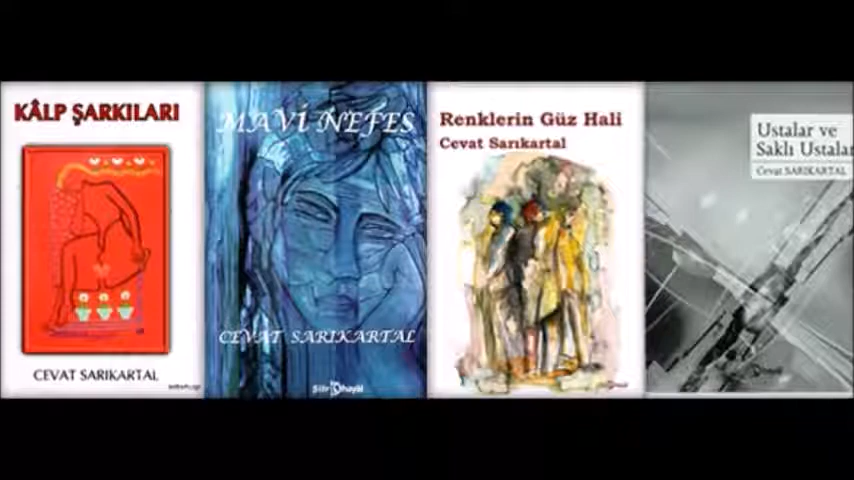 KÂLP ŞARKILARI
CEVAT SARIKARTAL
MAVİ NEFES
CEVAT SARIKARTAL
Şiir hayâl
Renklerin Güz Hali
Cevat Sarıkartal
Ustalar ve
Saklı Ustalar
Cevat SARIKARTAL